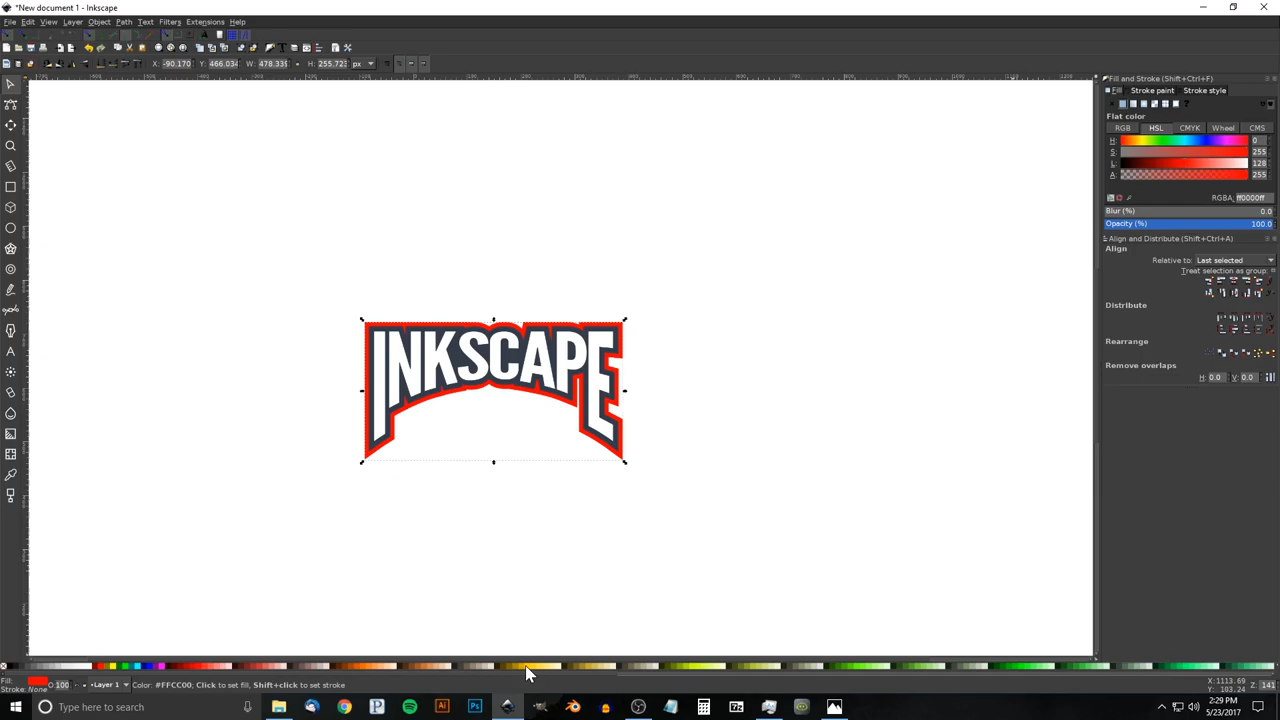 *New document 1 - Inkscape
File Edit View Layer Object Path Text Filters Extensions Help
X: -90.170 Y: 466.034 W: 478.339 H: 255.723 px
Fill and Stroke (Shift+Ctrl+F)
Fill Stroke paint Stroke style
Flat color
RGB HSL CMYK Wheel CMS
H: 0
S: 255
L: 128
A: 255
RGBA: ff0000ff
Blur (%) 0.0
Opacity (%) 100.0
Align and Distribute (Shift+Ctrl+A)
Align
Relative to: Last selected
Treat selection as group:
Distribute
Rearrange
Remove overlaps
H: 0.0 V: 0.0
INKSCAPE
Fill:
Stroke: None
O: 100
Layer 1
Color: #FFCC00; Click to set fill, Shift+click to set stroke
X:1113.69
Y: 103.24
Z: 141
Type here to search
Ai
Ps
2:29 PM
5/23/2017